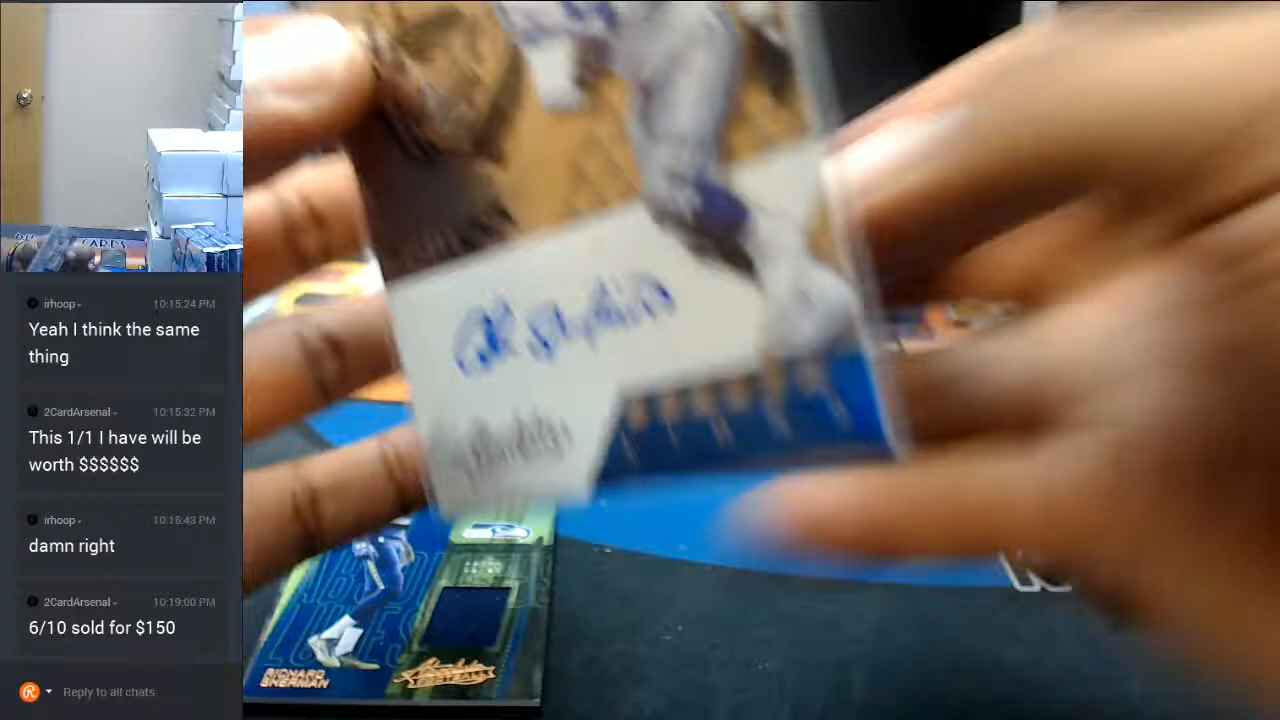 CARDS
irhoop
10:15:24 PM
Yeah I think the same
thing
2CardArsenal
10:15:32 PM
This 1/1 I have will be
worth $$$$$$
irhoop
10:15:43 PM
damn right
2CardArsenal
10:19:00 PM
6/10 sold for $150
Reply to all chats
RICHARD
SHERMAN
Absolute
FOOTBALL